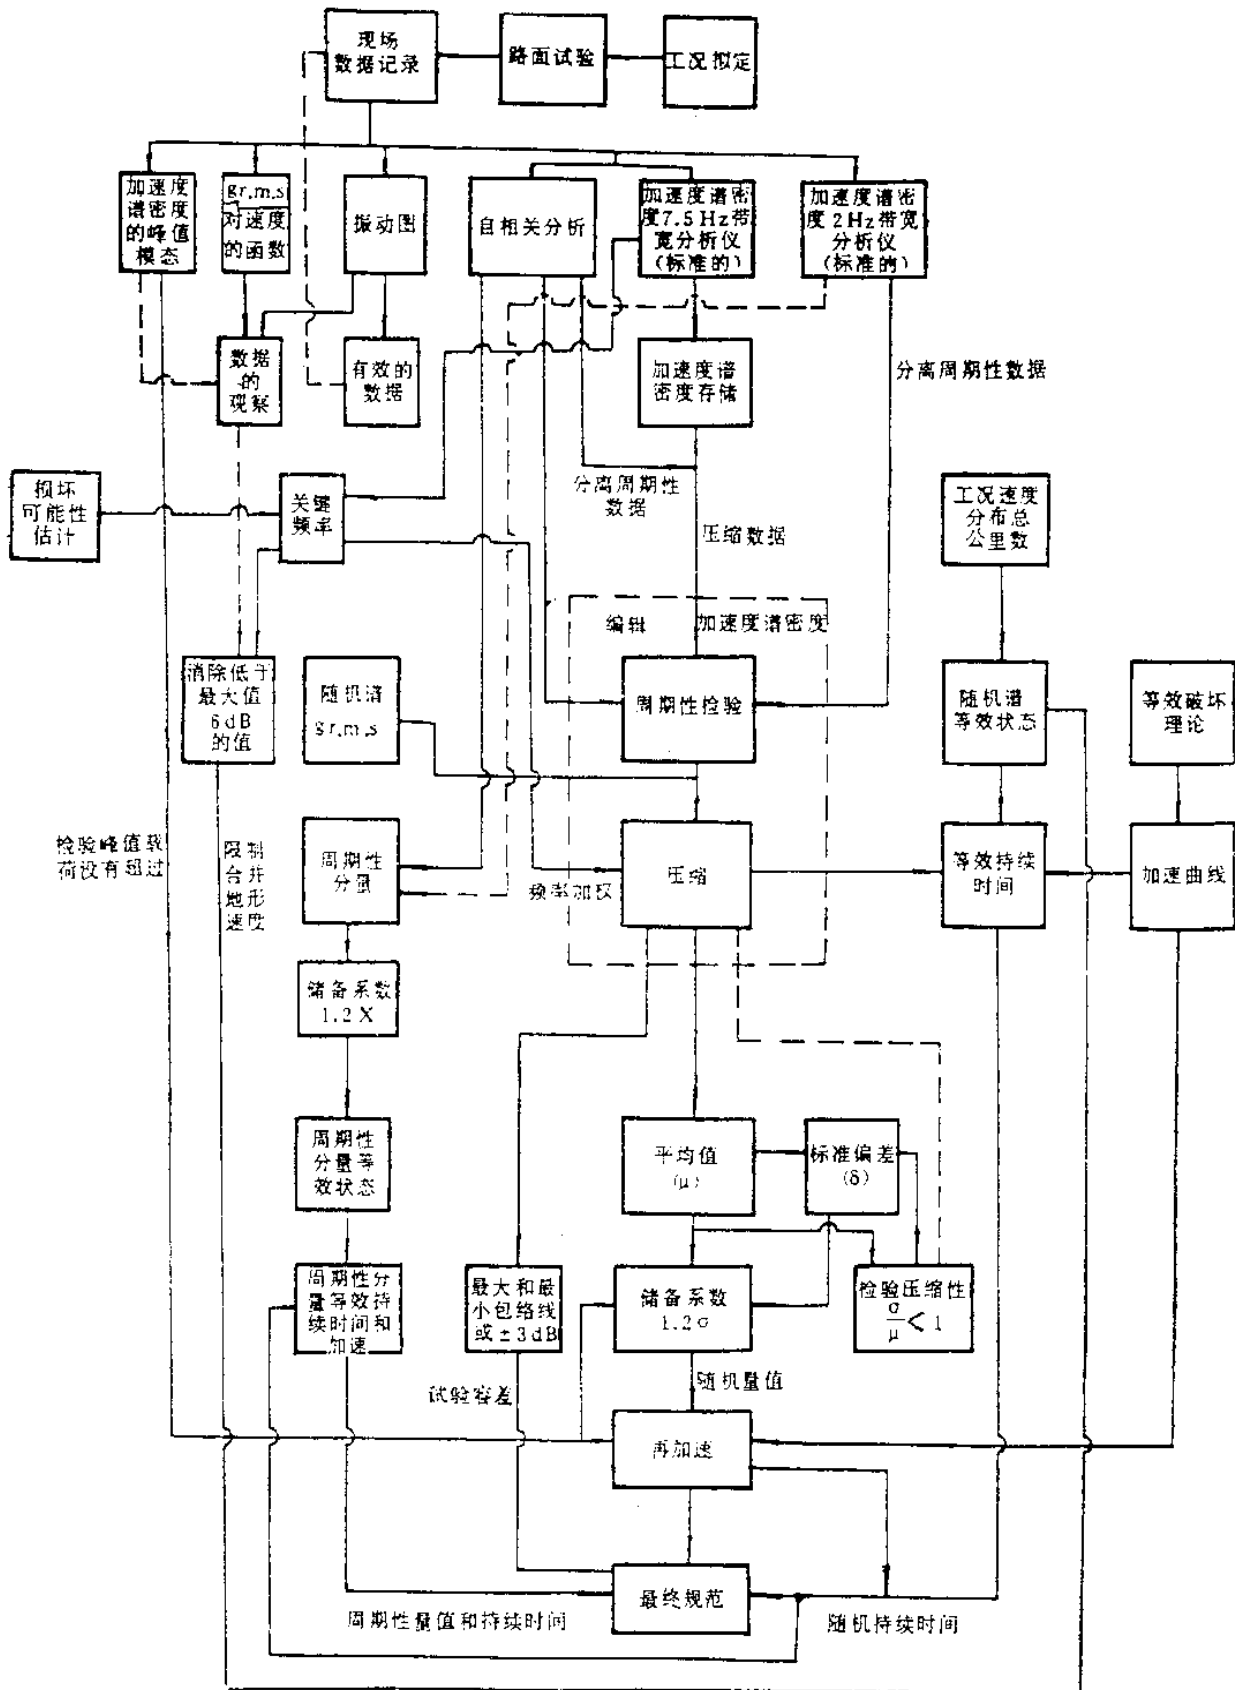 现场
数据记录
路面试验
工况拟定
加速度
谱密度
的峰值
模态
gr.m.s
对速度
的函数
振动图
自相关分析
加速度谱密
度7.5Hz带
宽分析仪
(标准的)
加速度谱密
度2Hz带宽
分析仪
(标准的)
数据
的
观察
有效的
数据
加速度谱
密度存储
分离周期性数据
损坏
可能性
估计
关键
频率
分离周期性
数据
压缩数据
工况速度
分布总
公里数
编辑
加速度谱密度
消除低于
最大值
6dB
的值
随机谱
gr.m.s
周期性检验
随机谱
等效状态
等效破坏
理论
检验峰值载
荷没有超过
限制
合并
地形
速度
周期性
分量
频率加权
压缩
等效持续
时间
加速曲线
储备系数
1.2X
周期性
分量等
效状态
平均值
(μ)
标准偏差
(δ)
周期性分
量等效持
续时间和
加速
最大和最
小包络线
或±3dB
储备系数
1.2σ
检验压缩性
σ/μ<1
试验容差
随机量值
再加速
最终规范
周期性量值和持续时间
随机持续时间